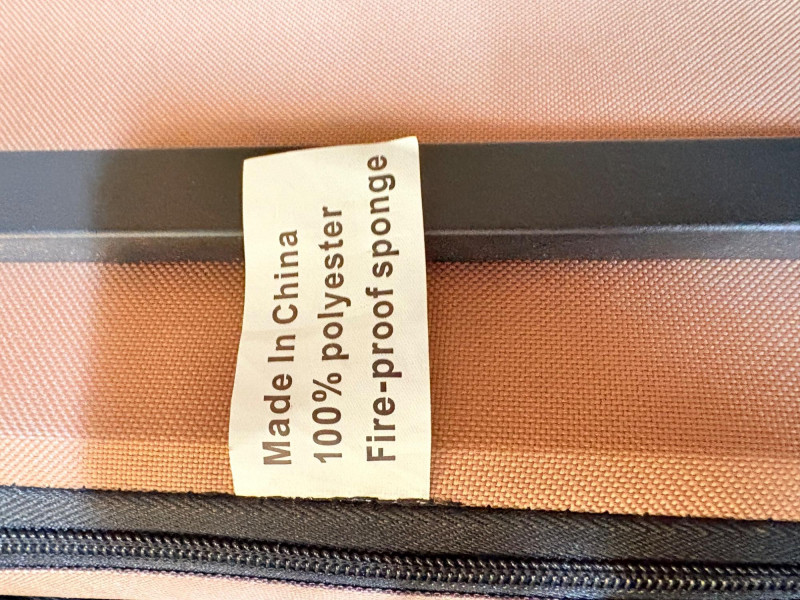 Made In China
100% polyester
Fire-proof sponge